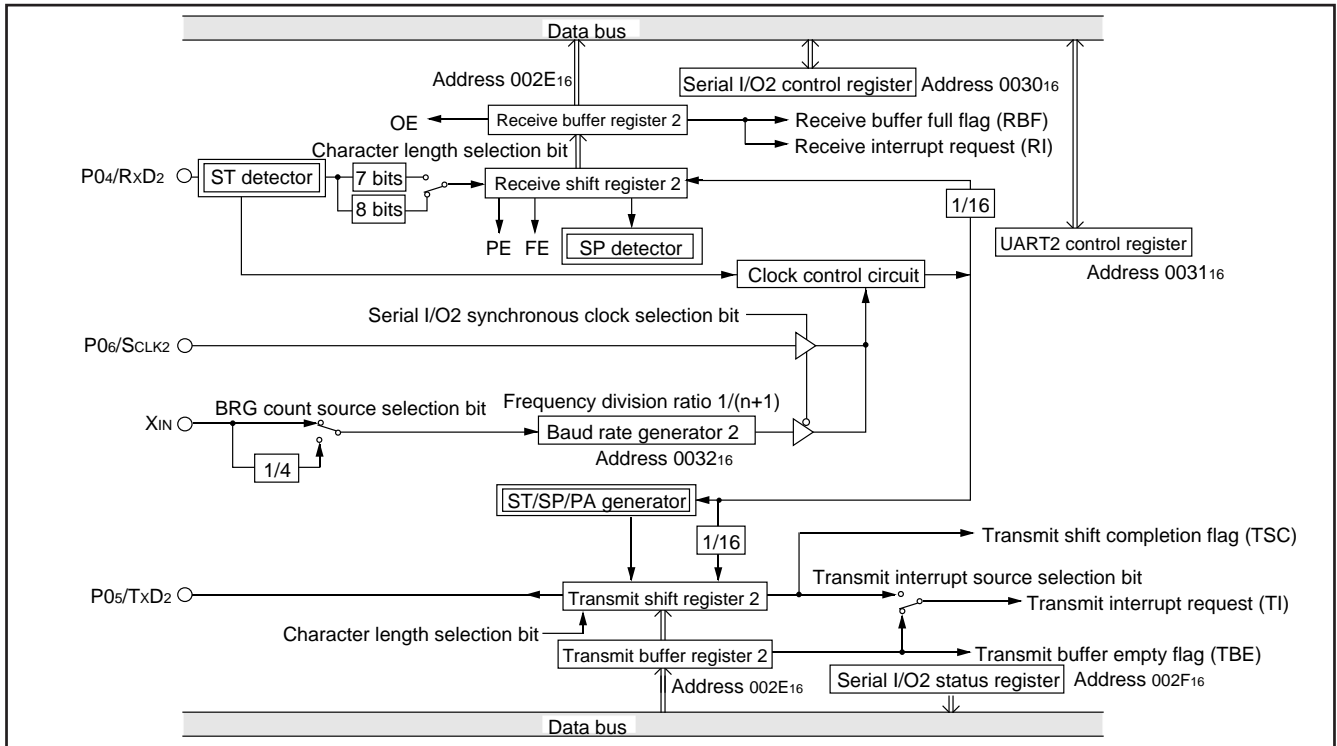 Data bus
Address 002E16
Serial I/O2 control register Address 003016
OE
Receive buffer register 2
Receive buffer full flag (RBF)
Receive interrupt request (RI)
Character length selection bit
P04/RXD2
ST detector
7 bits
8 bits
Receive shift register 2
1/16
PE FE
SP detector
UART2 control register
Address 003116
Clock control circuit
Serial I/O2 synchronous clock selection bit
P06/SCLK2
XIN
BRG count source selection bit
Frequency division ratio 1/(n+1)
Baud rate generator 2
Address 003216
1/4
ST/SP/PA generator
1/16
Transmit shift completion flag (TSC)
Transmit interrupt source selection bit
P05/TXD2
Transmit shift register 2
Transmit interrupt request (TI)
Character length selection bit
Transmit buffer register 2
Transmit buffer empty flag (TBE)
Address 002E16
Serial I/O2 status register Address 002F16
Data bus